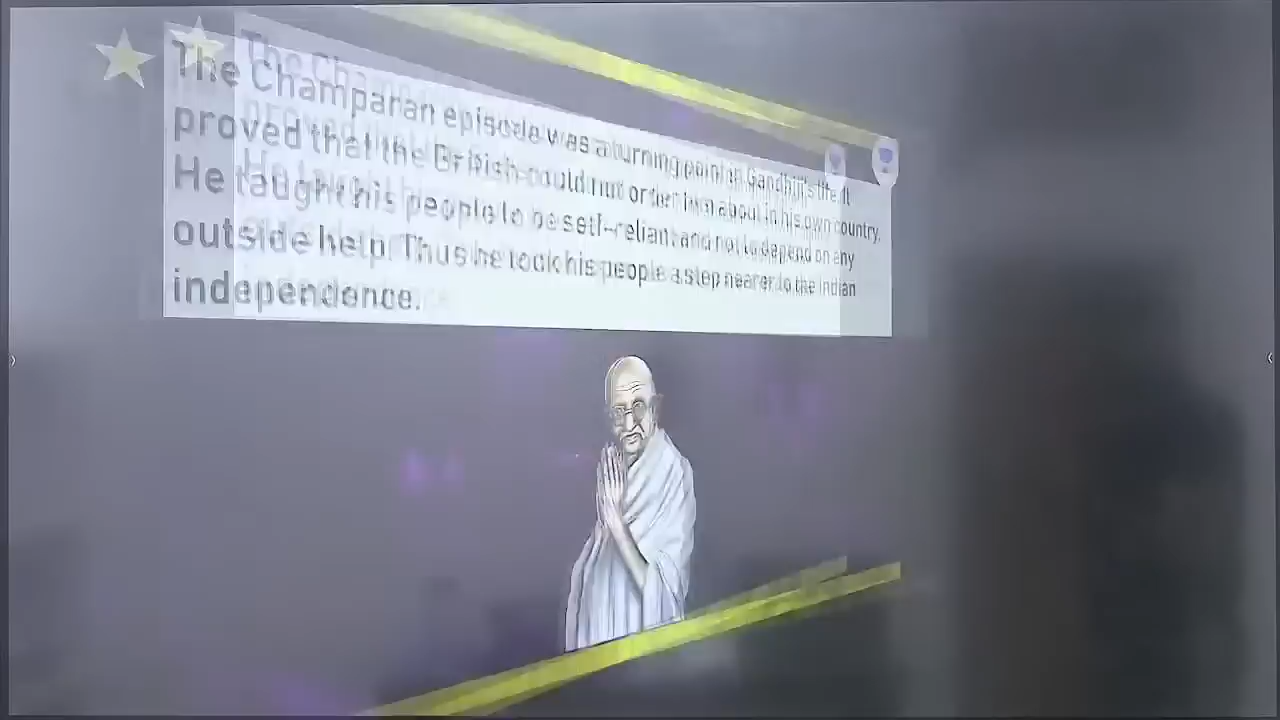 The Champaran episode was a turning point in Gandhiji's life. It
proved that the British could not order him about in his own country.
He taught his people to be self-reliant and not to depend on any
outside help. Thus he took his people a step nearer to the Indian
independence.